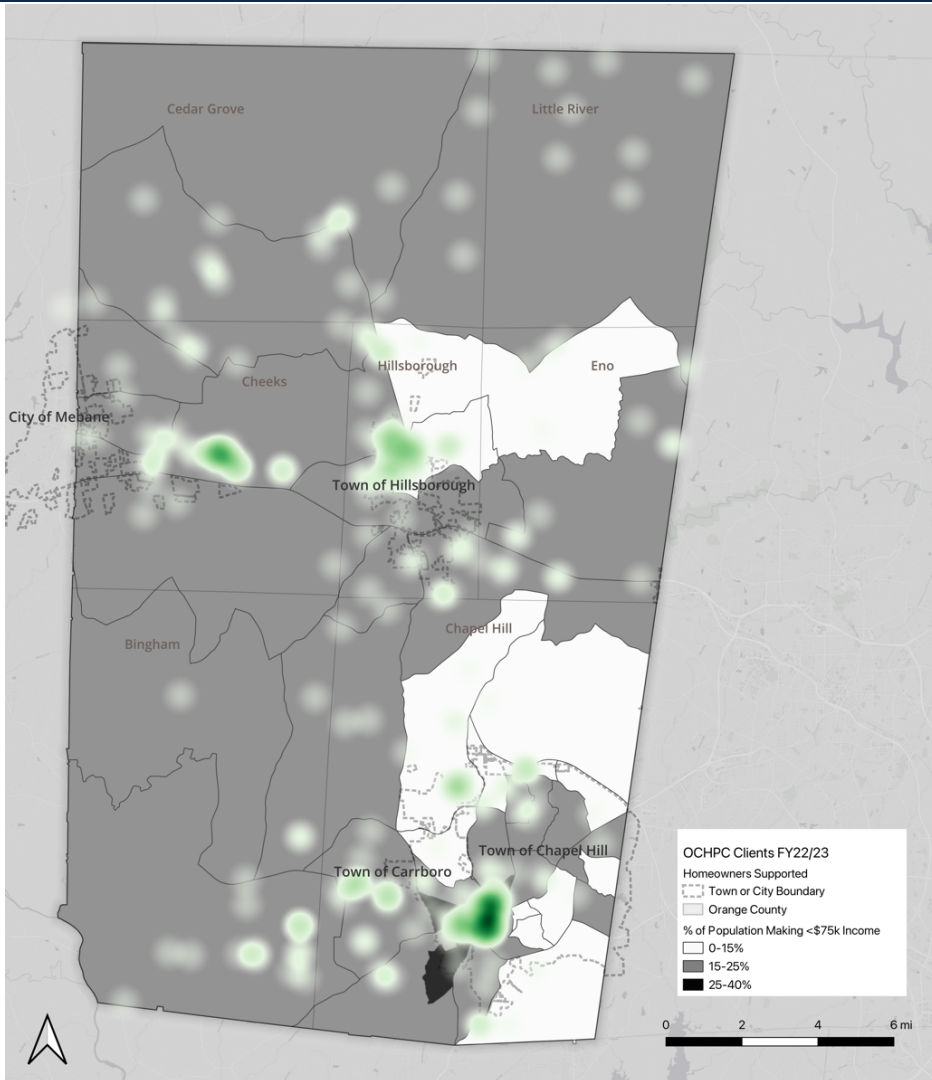 Cedar Grove
Little River
Hillsborough
Eno
Cheeks
City of Mebane
Town of Hillsborough
Chapel Hill
Bingham
Town of Chapel Hill
Town of Carrboro
OCHPC Clients FY22/23
Homeowners Supported
Town or City Boundary
Orange County
% of Population Making <$75k Income
0-15%
15-25%
25-40%
0 2 4 6 mi